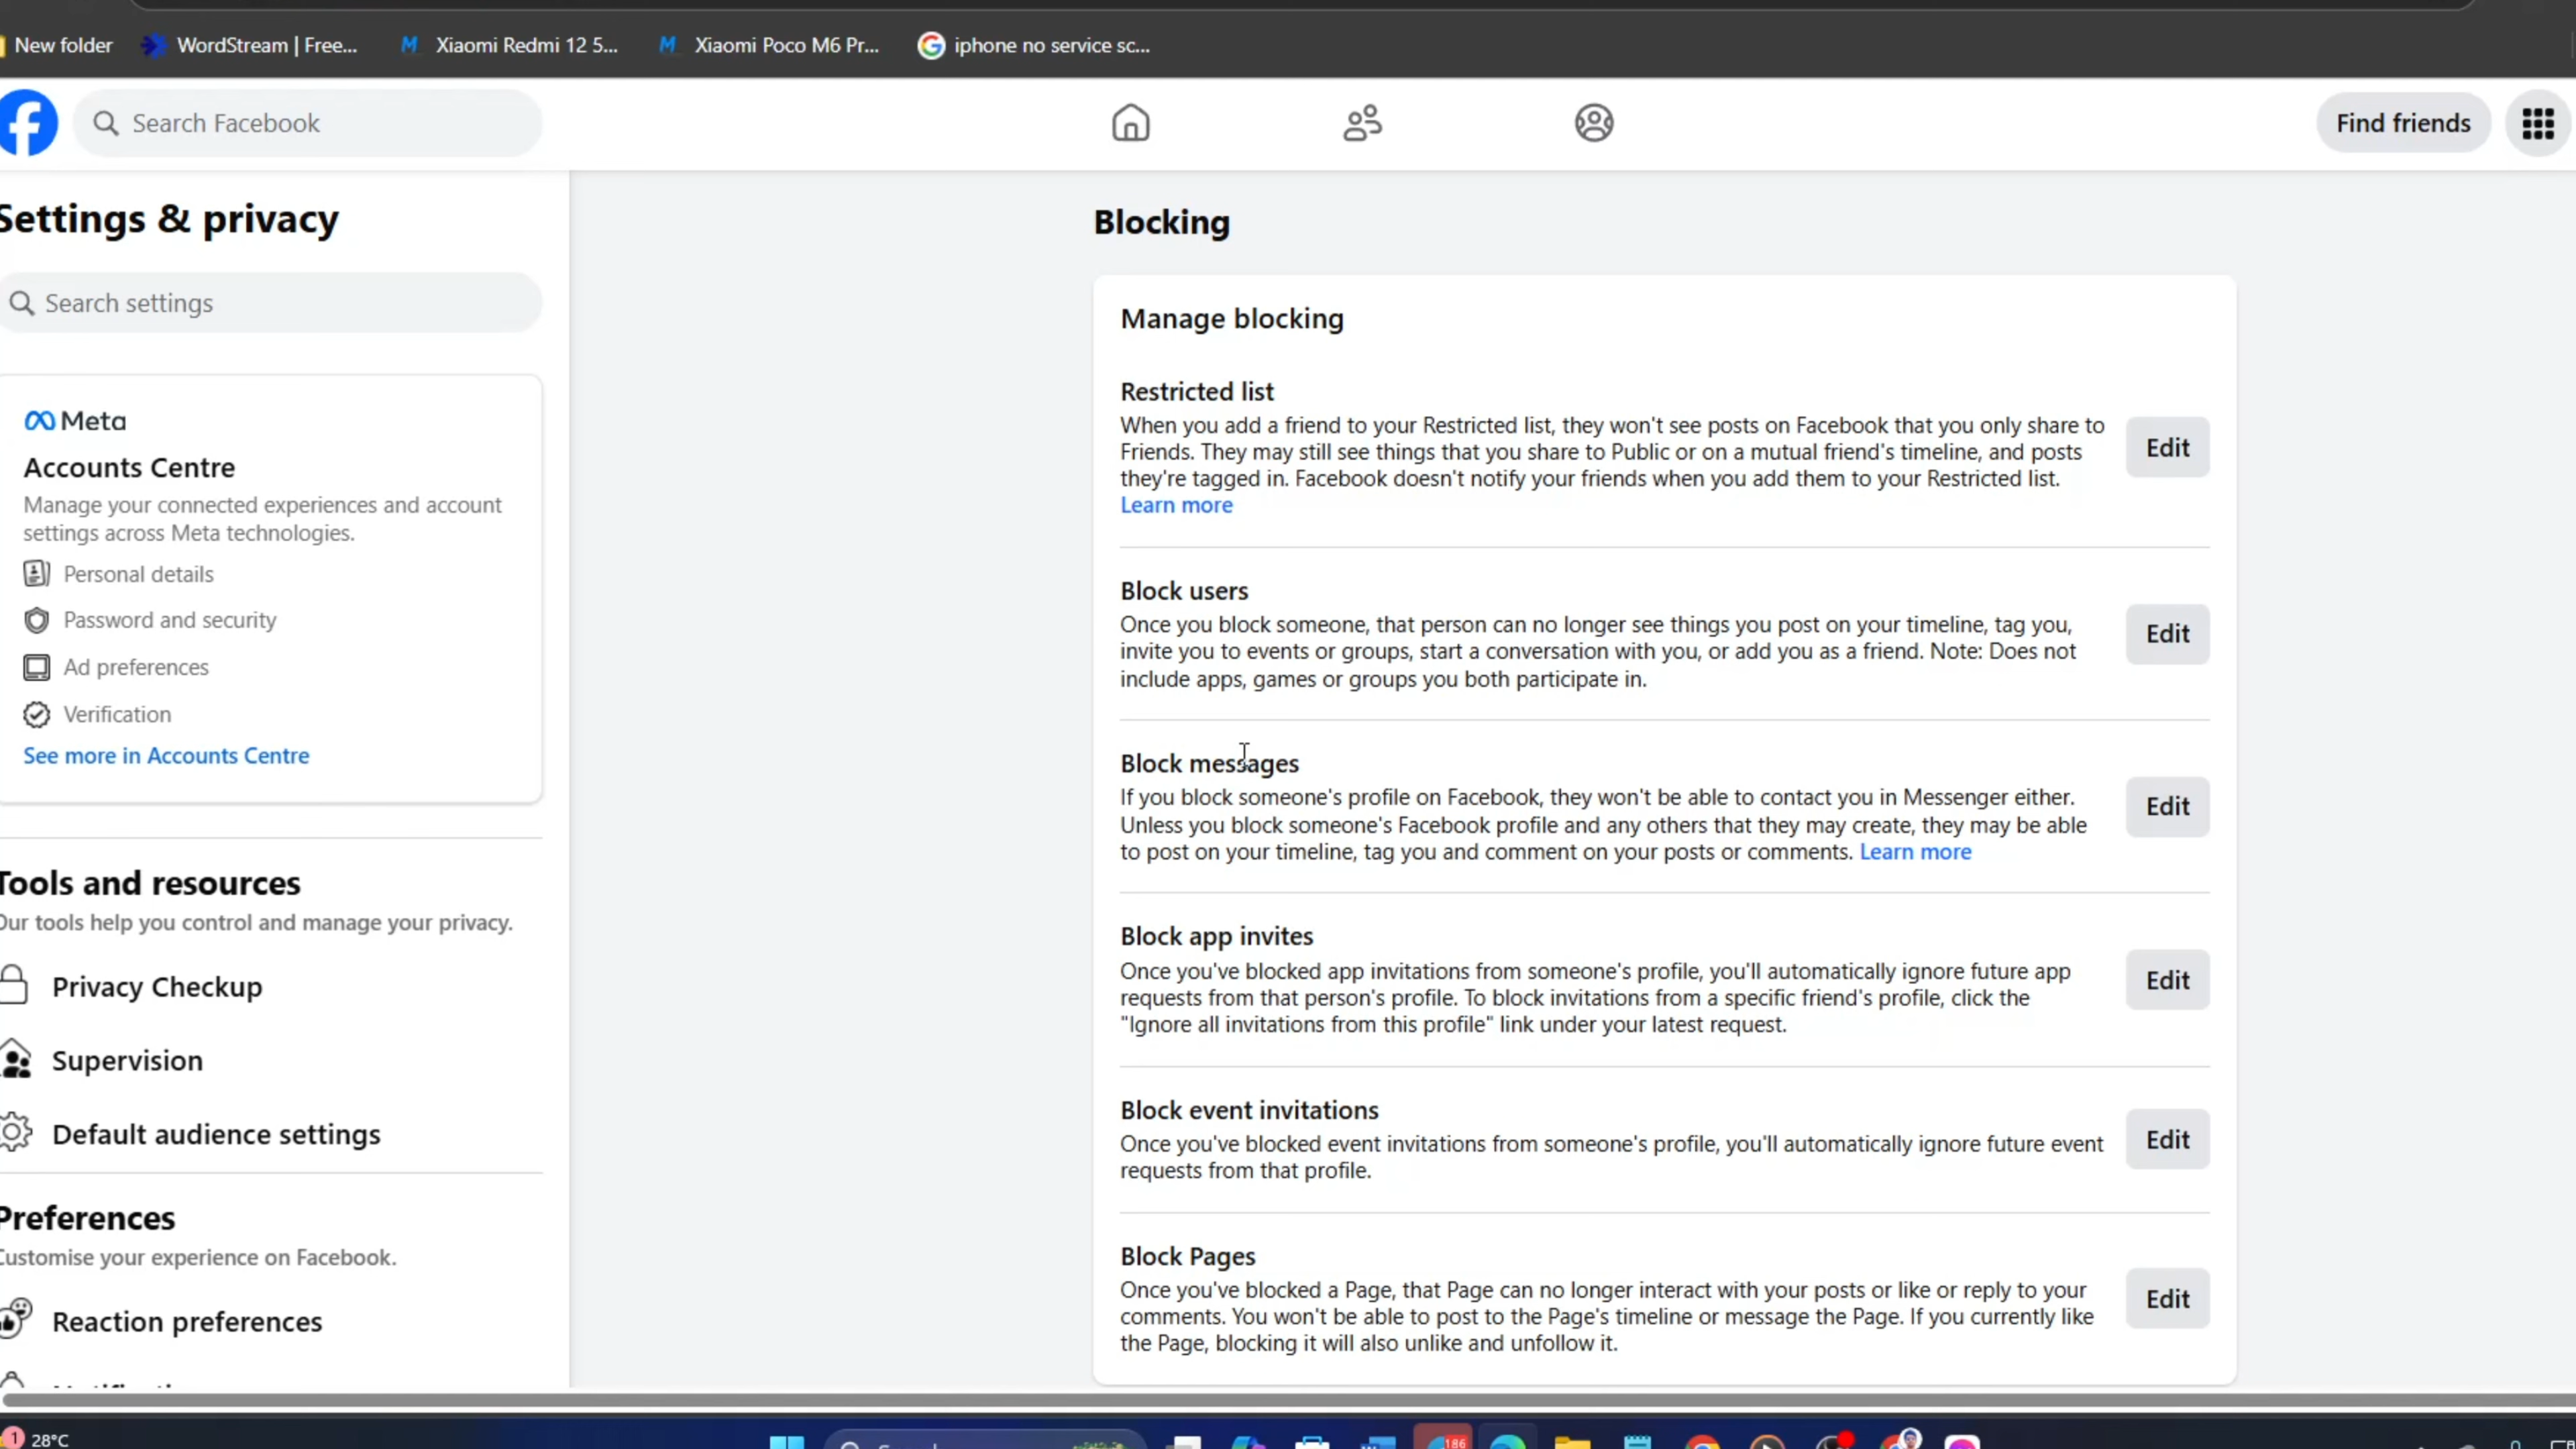 New folder
WordStream | Free...
Xiaomi Redmi 12 5...
Xiaomi Poco M6 Pr...
iphone no service sc...
Search Facebook
Find friends
Settings & privacy
Search settings
Meta
Accounts Centre
Manage your connected experiences and account
settings across Meta technologies.
Personal details
Password and security
Ad preferences
Verification
See more in Accounts Centre
Tools and resources
Our tools help you control and manage your privacy.
Privacy Checkup
Supervision
Default audience settings
Preferences
Customise your experience on Facebook.
Reaction preferences
Blocking
Manage blocking
Restricted list
When you add a friend to your Restricted list, they won't see posts on Facebook that you only share to
Friends. They may still see things that you share to Public or on a mutual friend's timeline, and posts
they're tagged in. Facebook doesn't notify your friends when you add them to your Restricted list.
Learn more
Edit
Block users
Once you block someone, that person can no longer see things you post on your timeline, tag you,
invite you to events or groups, start a conversation with you, or add you as a friend. Note: Does not
include apps, games or groups you both participate in.
Edit
Block messages
If you block someone's profile on Facebook, they won't be able to contact you in Messenger either.
Unless you block someone's Facebook profile and any others that they may create, they may be able
to post on your timeline, tag you and comment on your posts or comments. Learn more
Edit
Block app invites
Once you've blocked app invitations from someone's profile, you'll automatically ignore future app
requests from that person's profile. To block invitations from a specific friend's profile, click the
"Ignore all invitations from this profile" link under your latest request.
Edit
Block event invitations
Once you've blocked event invitations from someone's profile, you'll automatically ignore future event
requests from that profile.
Edit
Block Pages
Once you've blocked a Page, that Page can no longer interact with your posts or like or reply to your
comments. You won't be able to post to the Page's timeline or message the Page. If you currently like
the Page, blocking it will also unlike and unfollow it.
Edit
1
28°C
186